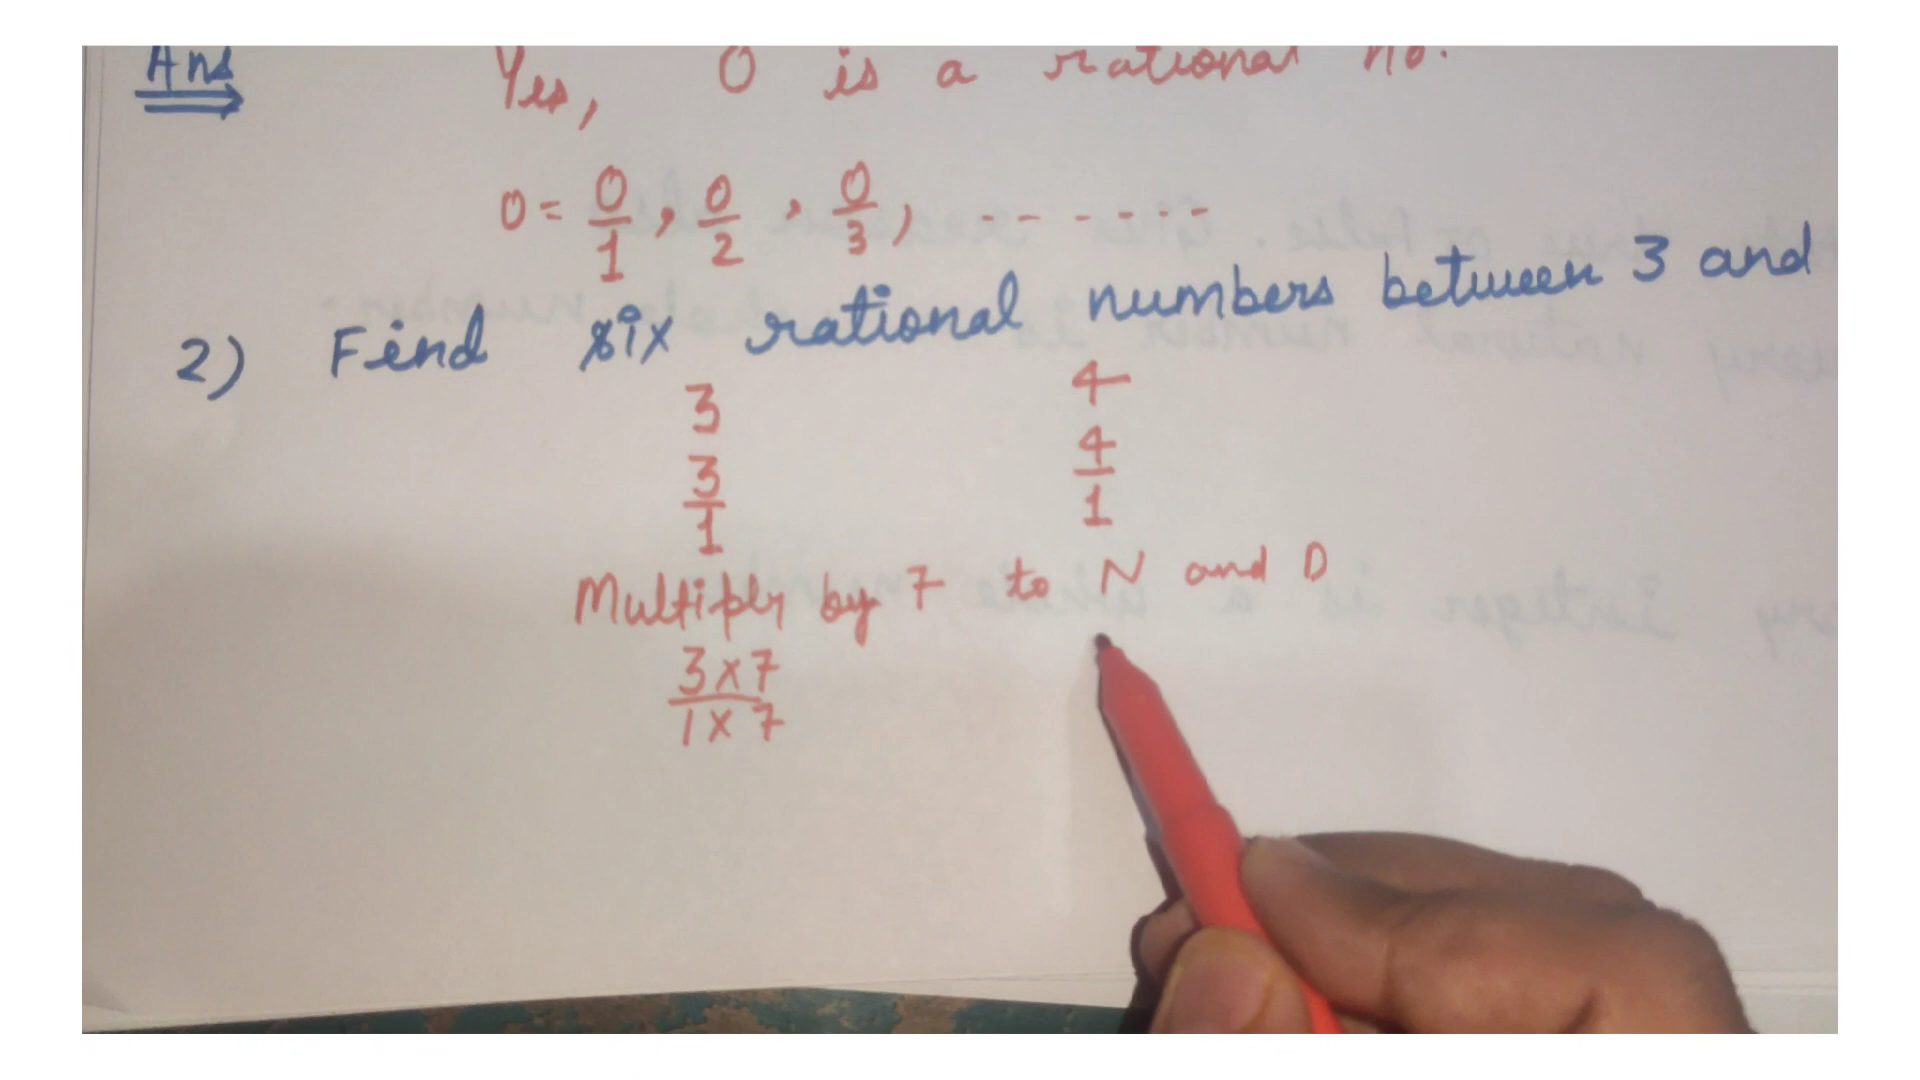 Ans Yes, 0 is a rational no.
0 = 0/1, 0/2, 0/3, -------
2) Find six rational numbers between 3 and
3 4
3/1 4/1
Multiply by 7 to N and D
3 x 7 / 1 x 7